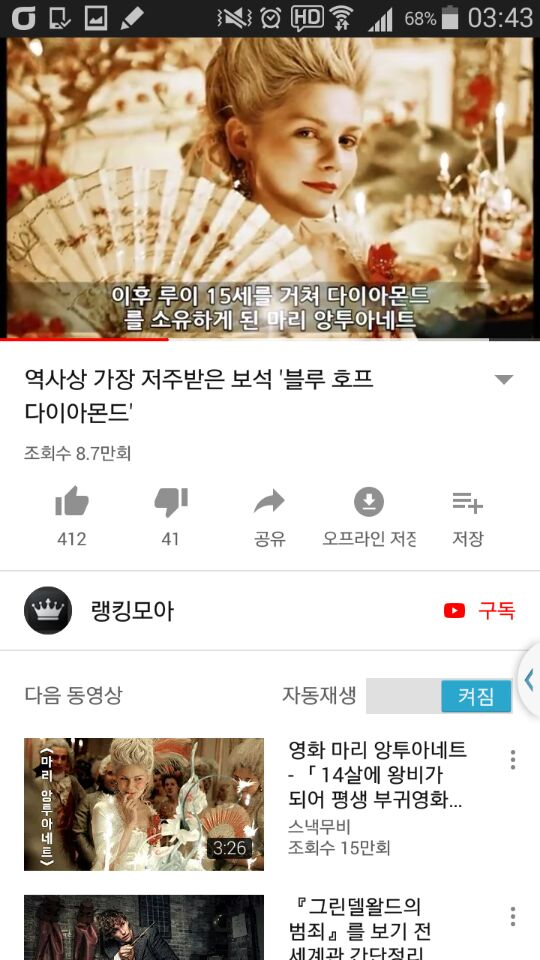 HD 68% 03:43
이후 루이 15세를 거쳐 다이아몬드
를 소유하게 된 마리 앙투아네트
역사상 가장 저주받은 보석 '블루 호프
다이아몬드'
조회수 8.7만회
412 41 공유 오프라인 저장 저장
랭킹모아 구독
다음 동영상 자동재생 켜짐
《마리 앙투아네트》
3:26
영화 마리 앙투아네트
- 「14살에 왕비가
되어 평생 부귀영화...
스낵무비
조회수 15만회
『그린델왈드의
범죄』를 보기 전
세계관 간단정리